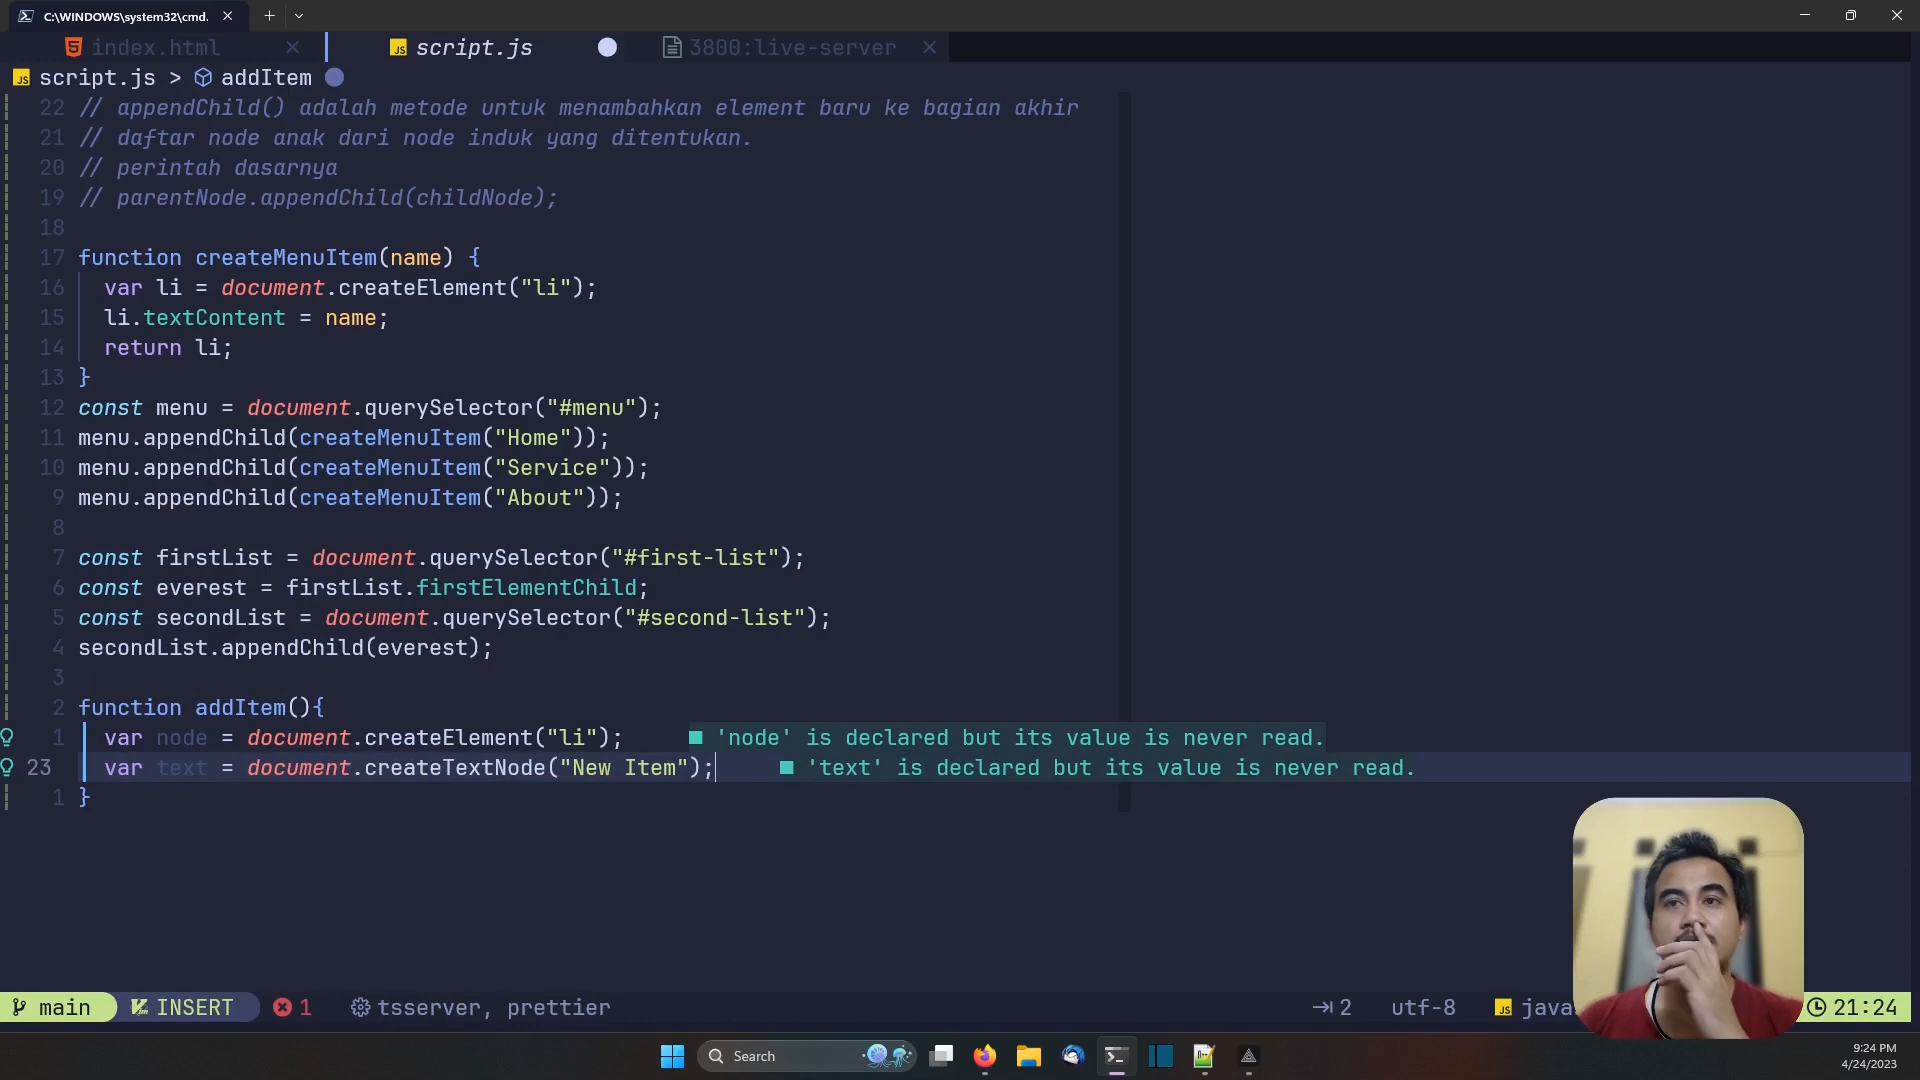 C:\WINDOWS\system32\cmd.
index.html script.js 3800:live-server
script.js > addItem
22 // appendChild() adalah metode untuk menambahkan element baru ke bagian akhir
21 // daftar node anak dari node induk yang ditentukan.
20 // perintah dasarnya
19 // parentNode.appendChild(childNode);
18
17 function createMenuItem(name) {
16 var li = document.createElement("li");
15 li.textContent = name;
14 return li;
13 }
12 const menu = document.querySelector("#menu");
11 menu.appendChild(createMenuItem("Home"));
10 menu.appendChild(createMenuItem("Service"));
9 menu.appendChild(createMenuItem("About"));
8
7 const firstList = document.querySelector("#first-list");
6 const everest = firstList.firstElementChild;
5 const secondList = document.querySelector("#second-list");
4 secondList.appendChild(everest);
3
2 function addItem(){
1 var node = document.createElement("li"); 'node' is declared but its value is never read.
23 var text = document.createTextNode("New Item"); 'text' is declared but its value is never read.
1 }
main INSERT 1 tsserver, prettier 2 utf-8 JS java 21:24
Search
9:24 PM
4/24/2023